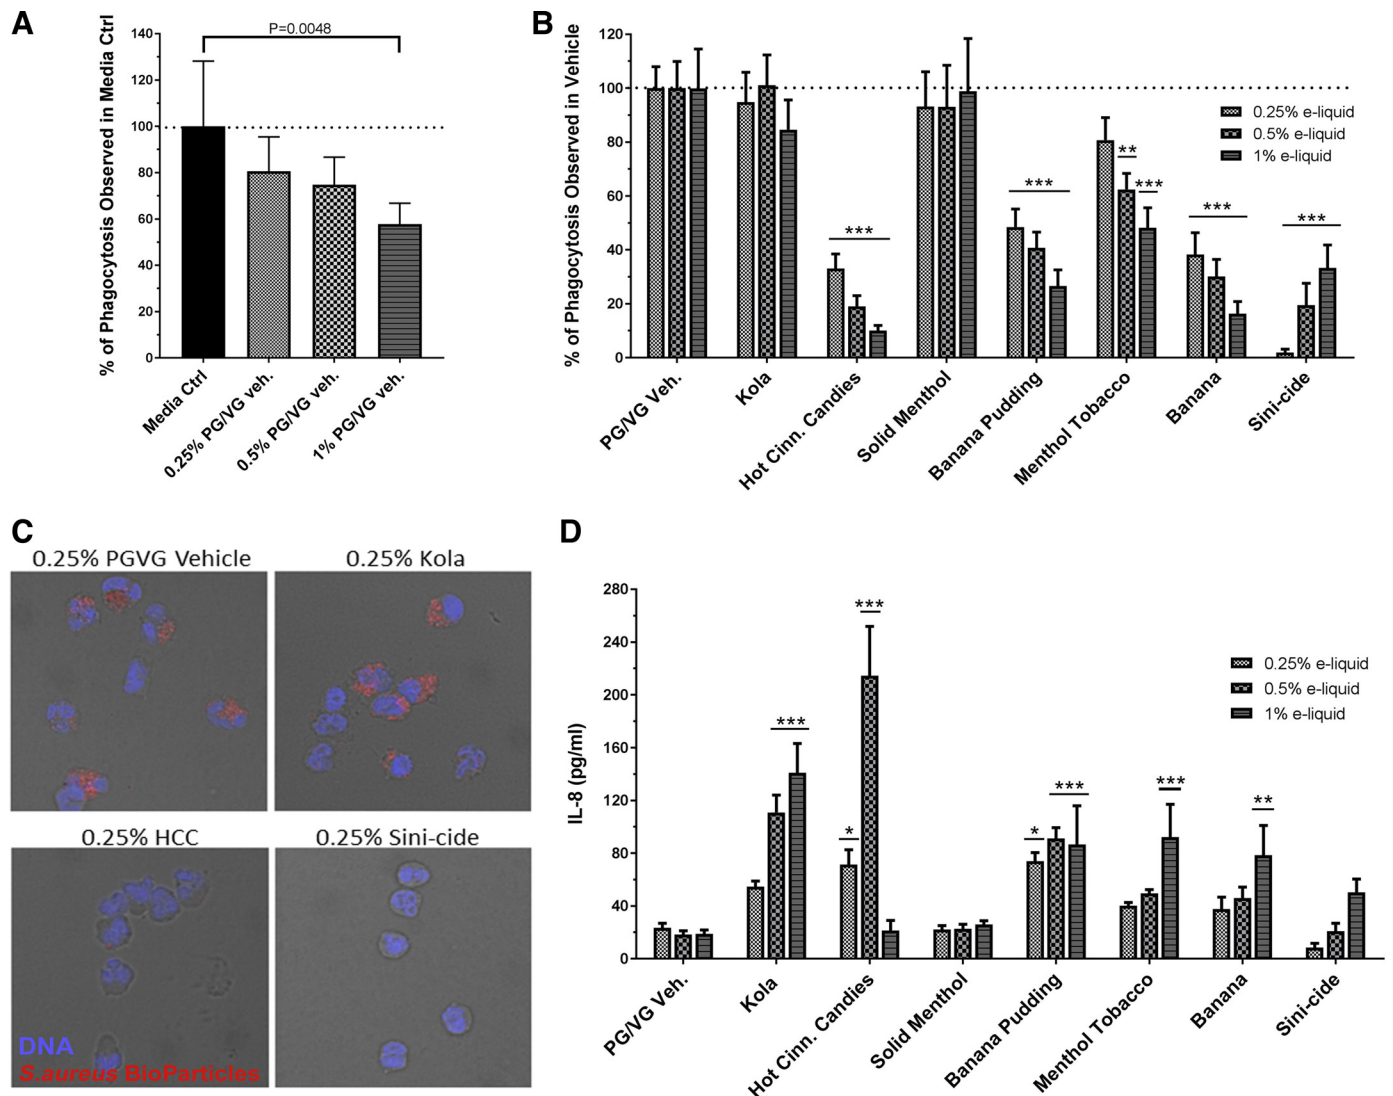 A
% of Phagocytosis Observed in Media Ctrl
140
120
100
80
60
40
20
0
P=0.0048
Media Ctrl
0.25% PG/VG veh.
0.5% PG/VG veh.
1% PG/VG veh.
B
% of Phagocytosis Observed in Vehicle
120
100
80
60
40
20
0
0.25% e-liquid
0.5% e-liquid
1% e-liquid
***
***
**
***
***
***
PG/VG Veh.
Kola
Hot Cinn. Candies
Solid Menthol
Banana Pudding
Menthol Tobacco
Banana
Sini-cide
C
0.25% PGVG Vehicle
0.25% Kola
0.25% HCC
0.25% Sini-cide
DNA
S.aureus BioParticles
D
IL-8 (pg/ml)
280
240
200
160
120
80
40
0
0.25% e-liquid
0.5% e-liquid
1% e-liquid
***
*
***
*
***
***
**
PG/VG Veh.
Kola
Hot Cinn. Candies
Solid Menthol
Banana Pudding
Menthol Tobacco
Banana
Sini-cide